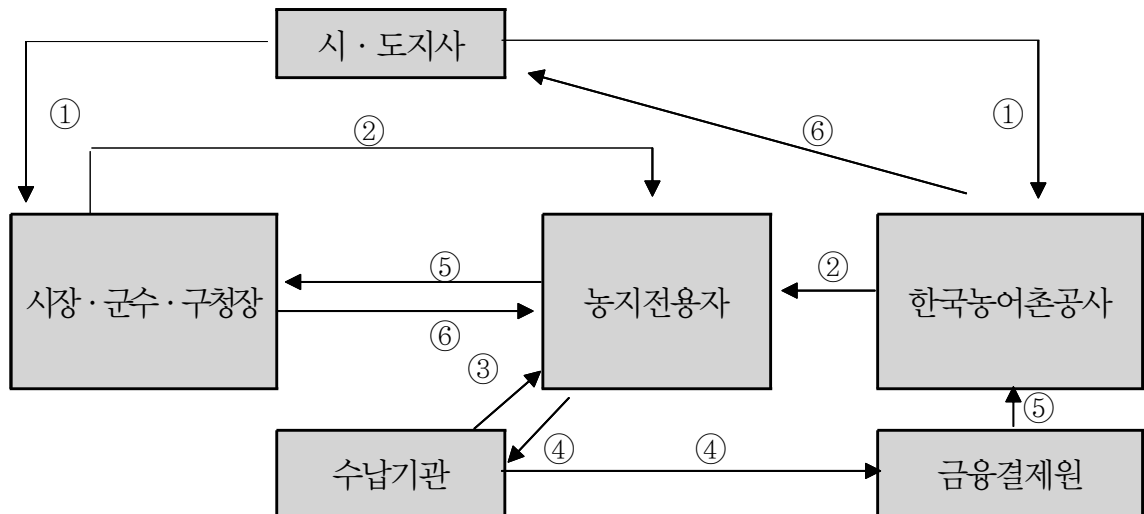 시 · 도지사
①
②
⑥
①
시장 · 군수 · 구청장
⑤
⑥
농지전용자
②
한국농어촌공사
③
수납기관
④
④
⑤
금융결제원